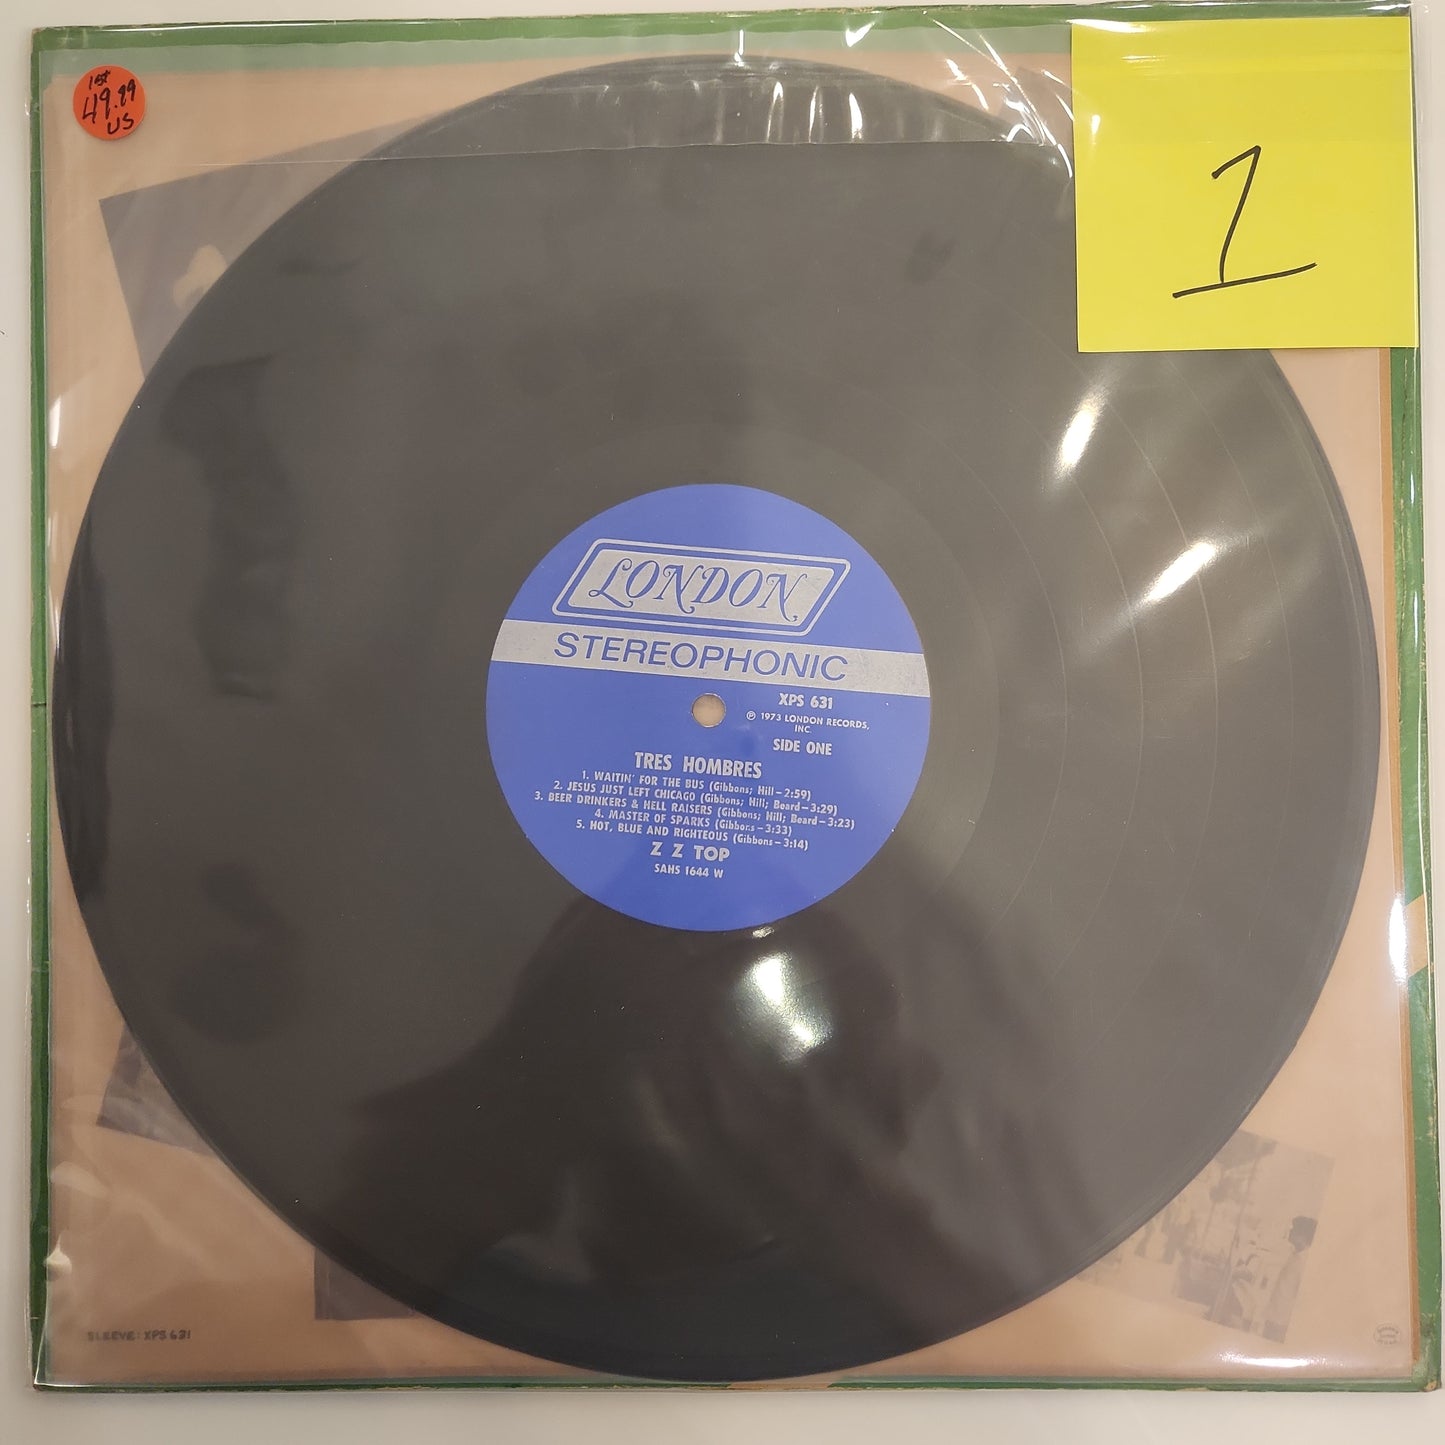 1st
49.99
US
1
LONDON
STEREOPHONIC
XPS 631
℗ 1973 LONDON RECORDS,
INC.
SIDE ONE
TRES HOMBRES
1. WAITIN' FOR THE BUS (Gibbons; Hill–2:59)
2. JESUS JUST LEFT CHICAGO (Gibbons; Hill; Beard–3:29)
3. BEER DRINKERS & HELL RAISERS (Gibbons; Hill; Beard–3:23)
4. MASTER OF SPARKS (Gibbons–3:33)
5. HOT, BLUE AND RIGHTEOUS (Gibbons–3:14)
Z Z TOP
SAHS 1644 W
SLEEVE: XPS 631